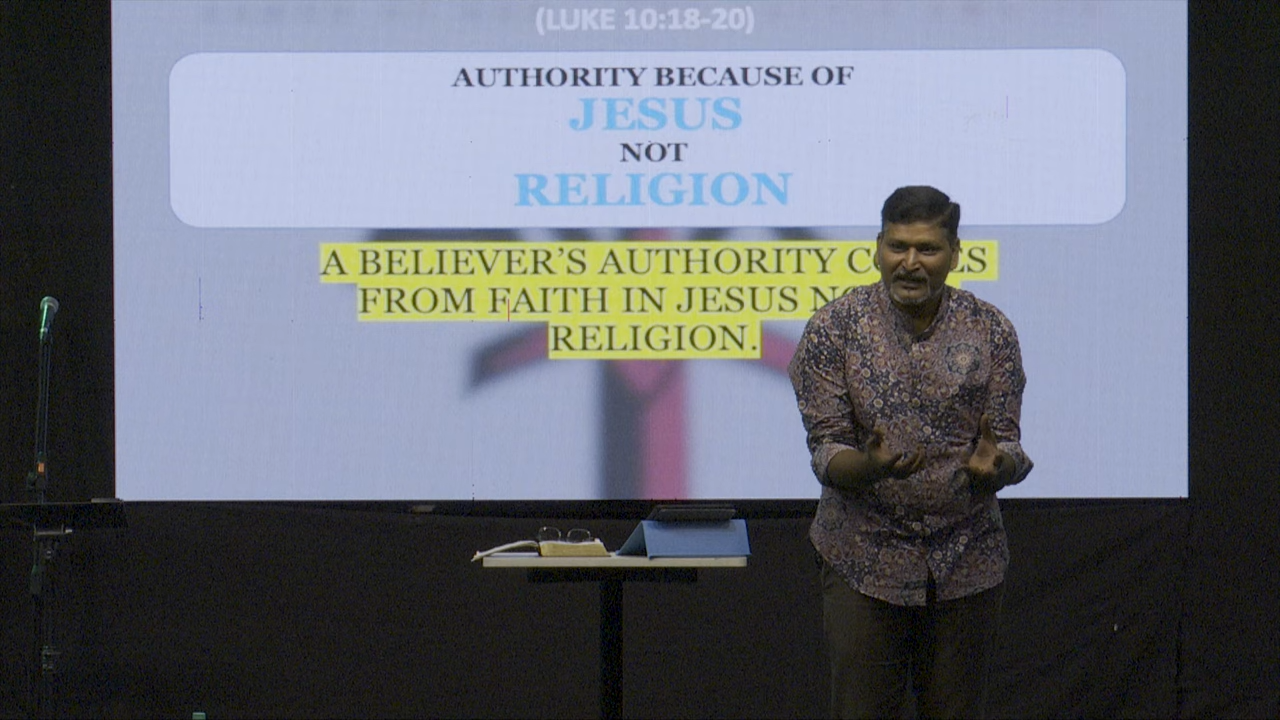 (LUKE 10:18-20)
AUTHORITY BECAUSE OF
JESUS
NOT
RELIGION
A BELIEVER'S AUTHORITY
FROM FAITH IN JESUS
RELIGION.